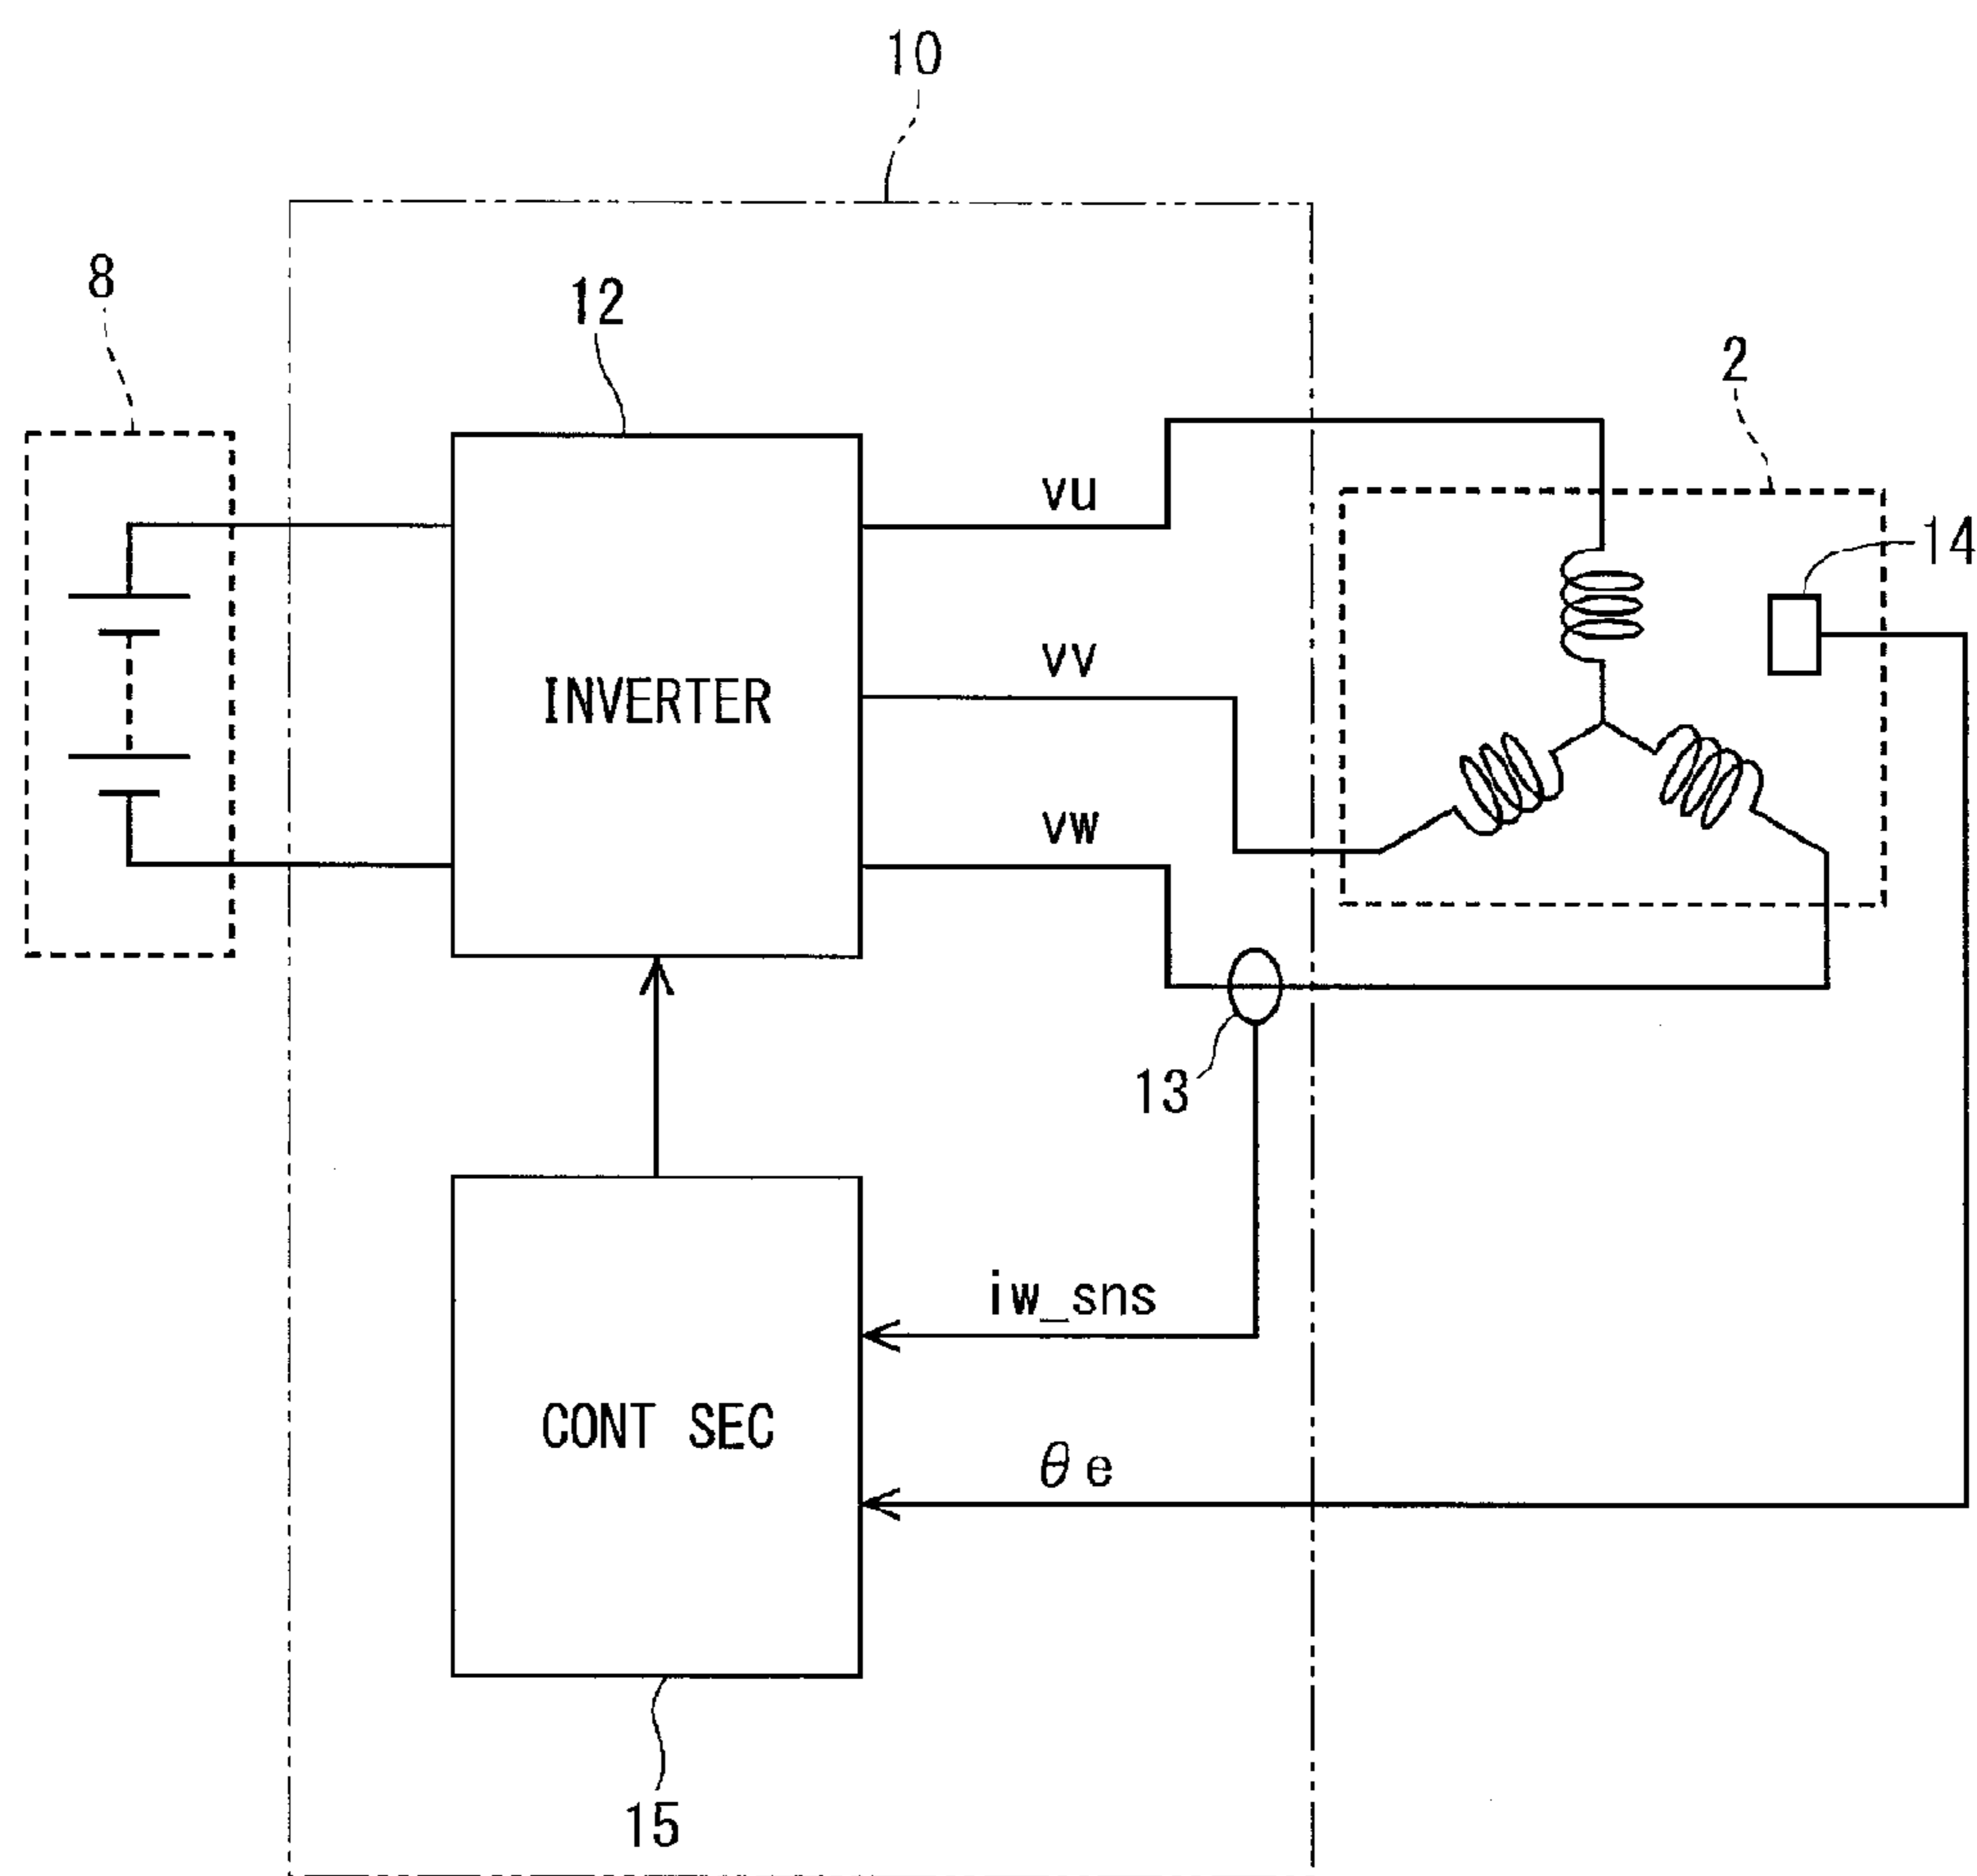 10
8
12
2
vu
14
vv
INVERTER
vw
13
iw_sns
CONT SEC
θe
15